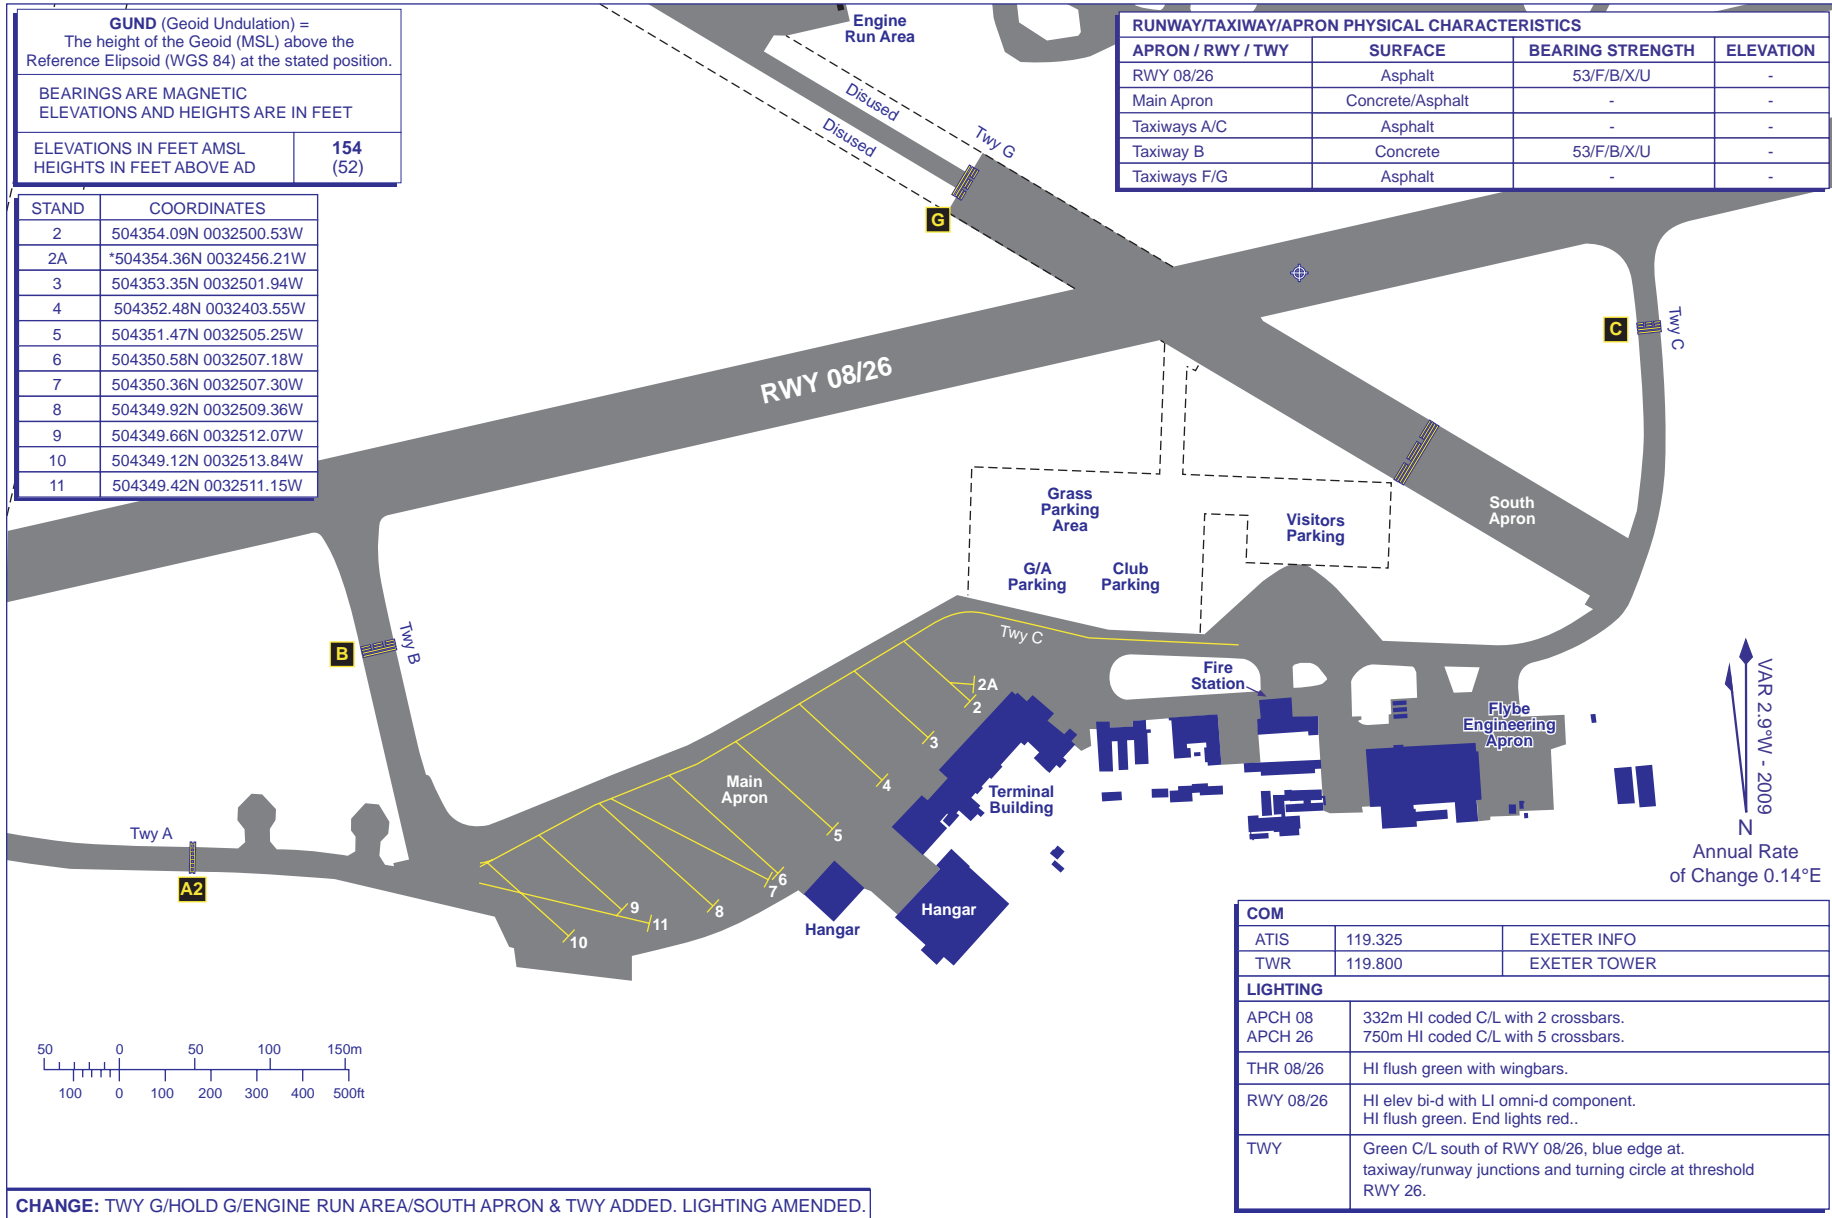 GUND (Geoid Undulation) =
The height of the Geoid (MSL) above the
Reference Elipsoid (WGS 84) at the stated position.
BEARINGS ARE MAGNETIC
ELEVATIONS AND HEIGHTS ARE IN FEET
ELEVATIONS IN FEET AMSL 154
HEIGHTS IN FEET ABOVE AD (52)
STAND COORDINATES
2 504354.09N 0032500.53W
2A *504354.36N 0032456.21W
3 504353.35N 0032501.94W
4 504352.48N 0032403.55W
5 504351.47N 0032505.25W
6 504350.58N 0032507.18W
7 504350.36N 0032507.30W
8 504349.92N 0032509.36W
9 504349.66N 0032512.07W
10 504349.12N 0032513.84W
11 504349.42N 0032511.15W
Engine
Run Area
RUNWAY/TAXIWAY/APRON PHYSICAL CHARACTERISTICS
APRON / RWY / TWY SURFACE BEARING STRENGTH ELEVATION
RWY 08/26 Asphalt 53/F/B/X/U -
Main Apron Concrete/Asphalt - -
Taxiways A/C Asphalt - -
Taxiway B Concrete 53/F/B/X/U -
Taxiways F/G Asphalt - -
Disused
Disused
Twy G
G
C
Twy C
RWY 08/26
Grass
Parking
Area
Visitors
Parking
South
Apron
G/A
Parking
Club
Parking
B
Twy B
Twy C
Fire
Station
2A
2
3
4
5
6
7
8
9
11
10
Main
Apron
Flybe
Engineering
Apron
Terminal
Building
Twy A
A2
Hangar
Hangar
VAR 2.9°W - 2009
N
Annual Rate
of Change 0.14°E
COM
ATIS 119.325 EXETER INFO
TWR 119.800 EXETER TOWER
LIGHTING
APCH 08 332m HI coded C/L with 2 crossbars.
APCH 26 750m HI coded C/L with 5 crossbars.
THR 08/26 HI flush green with wingbars.
RWY 08/26 HI elev bi-d with LI omni-d component.
HI flush green. End lights red..
TWY Green C/L south of RWY 08/26, blue edge at.
taxiway/runway junctions and turning circle at threshold
RWY 26.
50 0 50 100 150m
100 0 100 200 300 400 500ft
CHANGE: TWY G/HOLD G/ENGINE RUN AREA/SOUTH APRON & TWY ADDED. LIGHTING AMENDED.